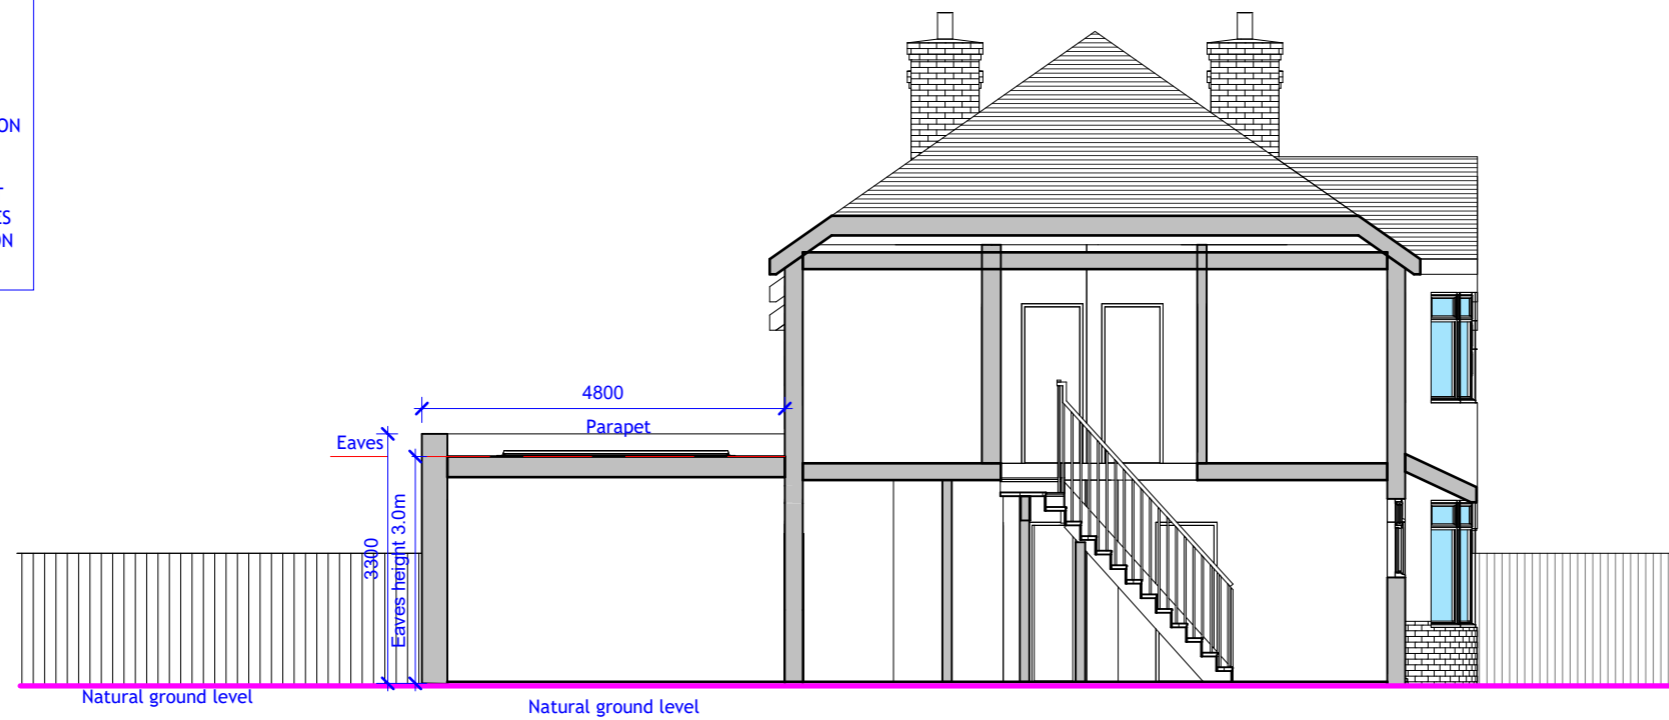 ON
ES
ON
4800
Parapet
Eaves
3300
Eaves height 3.0m
Natural ground level
Natural ground level